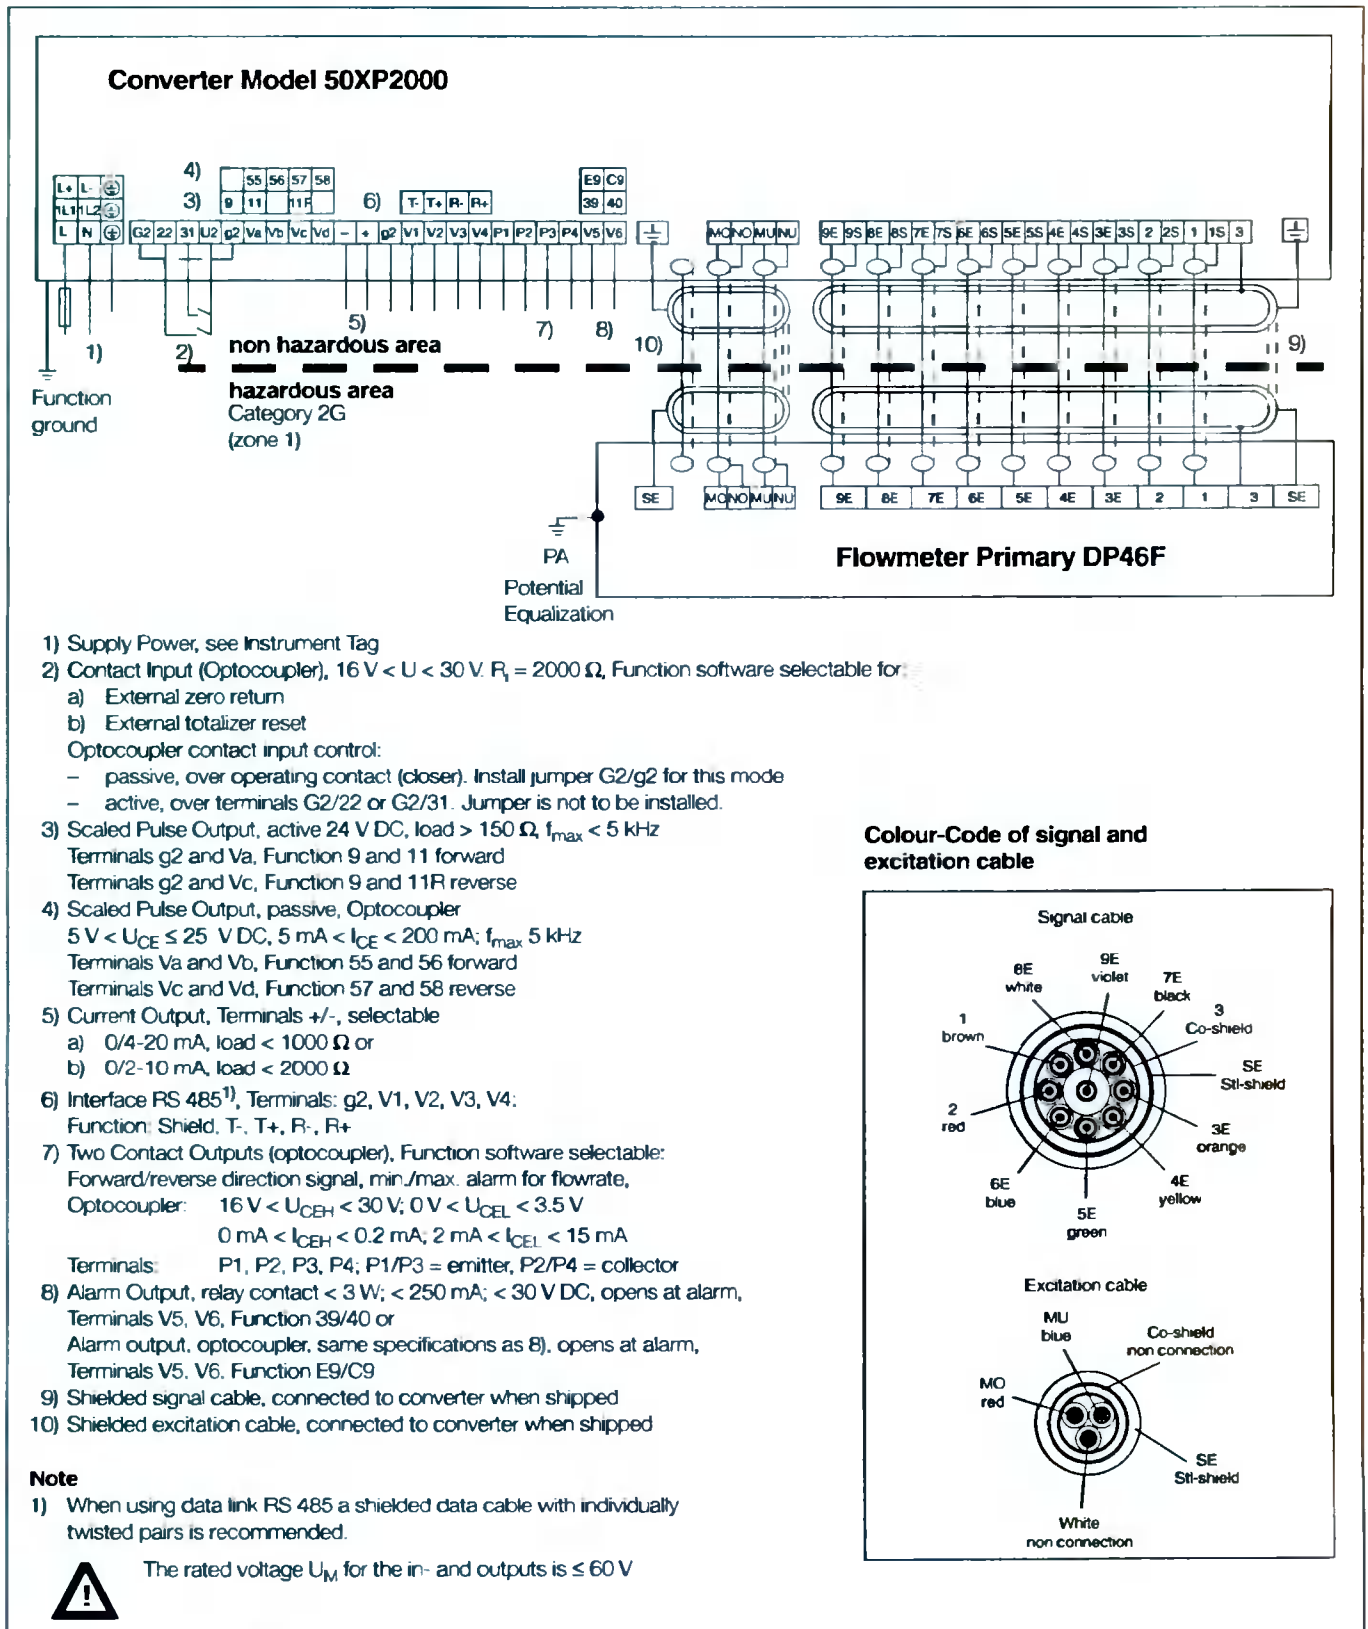 Converter Model 50XP2000
4) 55 56 57 58 E9 C9
L+ L-
3) 9 11 11R 6) T- T+ R- R+ 39 40
1L1 1L2
L N G2 22 31 U2 g2 Va Vb Vc Vd - + g2 V1 V2 V3 V4 P1 P2 P3 P4 V5 V6 MO NO MU NU 9E 9S 8E 8S 7E 7S 6E 6S 5E 5S 4E 4S 3E 3S 2 2S 1 1S 3
1) 2) 5) 7) 8) 10) 9)
non hazardous area
hazardous area
Category 2G
(zone 1)
Function
ground
SE MO NO MU NU 9E 8E 7E 6E 5E 4E 3E 2 1 3 SE
PA
Potential
Equalization
Flowmeter Primary DP46F
1) Supply Power, see Instrument Tag
2) Contact Input (Optocoupler), 16 V < U < 30 V. Ri = 2000 Ω, Function software selectable for:
a) External zero return
b) External totalizer reset
Optocoupler contact input control:
– passive, over operating contact (closer). Install jumper G2/g2 for this mode
– active, over terminals G2/22 or G2/31. Jumper is not to be installed.
3) Scaled Pulse Output, active 24 V DC, load > 150 Ω, fmax < 5 kHz
Terminals g2 and Va, Function 9 and 11 forward
Terminals g2 and Vc, Function 9 and 11R reverse
4) Scaled Pulse Output, passive, Optocoupler
5 V < UCE ≤ 25 V DC, 5 mA < ICE < 200 mA; fmax 5 kHz
Terminals Va and Vb, Function 55 and 56 forward
Terminals Vc and Vd, Function 57 and 58 reverse
5) Current Output, Terminals +/-, selectable
a) 0/4-20 mA, load < 1000 Ω or
b) 0/2-10 mA, load < 2000 Ω
6) Interface RS 485 1), Terminals: g2, V1, V2, V3, V4:
Function: Shield, T-, T+, R-, R+
7) Two Contact Outputs (optocoupler), Function software selectable:
Forward/reverse direction signal, min./max. alarm for flowrate,
Optocoupler: 16 V < UCEH < 30 V; 0 V < UCEL < 3.5 V
0 mA < ICEH < 0.2 mA; 2 mA < ICEL < 15 mA
Terminals: P1, P2, P3, P4; P1/P3 = emitter, P2/P4 = collector
8) Alarm Output, relay contact < 3 W; < 250 mA; < 30 V DC, opens at alarm,
Terminals V5, V6, Function 39/40 or
Alarm output, optocoupler, same specifications as 8), opens at alarm,
Terminals V5. V6. Function E9/C9
9) Shielded signal cable, connected to converter when shipped
10) Shielded excitation cable, connected to converter when shipped
Note
1) When using data link RS 485 a shielded data cable with individually
twisted pairs is recommended.
! The rated voltage UM for the in- and outputs is ≤ 60 V
Colour-Code of signal and
excitation cable
Signal cable
9E
violet
8E
white
7E
black
1
brown
3
Co-shield
SE
Stl-shield
2
red
3E
orange
6E
blue
4E
yellow
5E
green
Excitation cable
MU
blue
Co-shield
non connection
MO
red
SE
Stl-shield
White
non connection